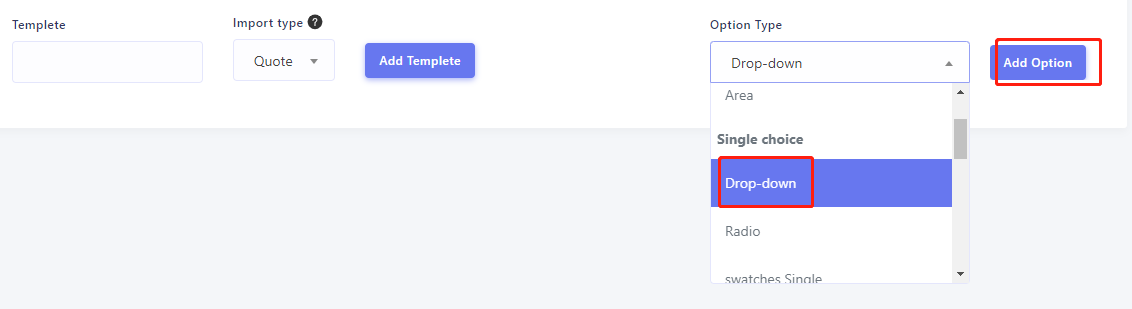 Templete
Import type ?
Option Type
Quote
Add Templete
Drop-down
Add Option
Area
Single choice
Drop-down
Radio
swatches Single